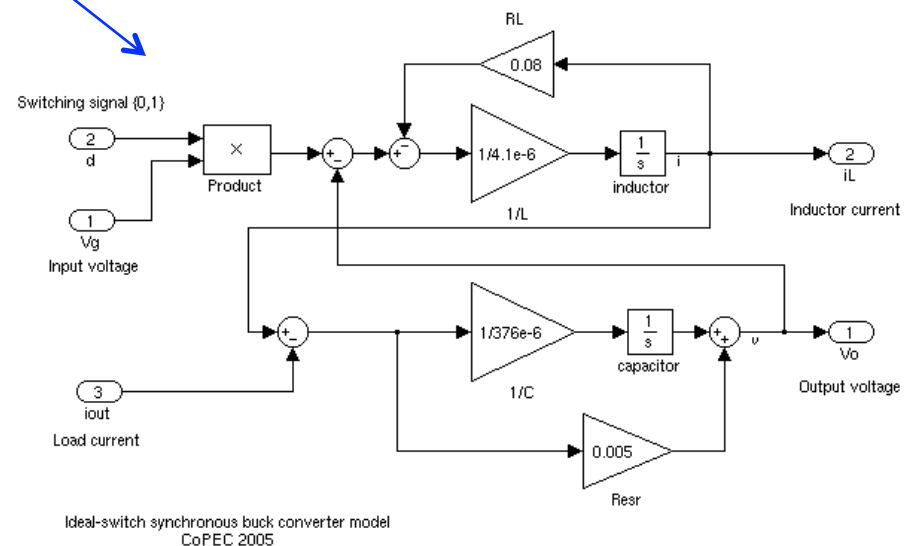 RL
0.08
Switching signal {0,1}
2
d
×
Product
+
−
+
−
1/4.1e-6
1/L
1
s
inductor
i
2
iL
Inductor current
1
Vg
Input voltage
+
−
1/376e-6
1/C
1
s
capacitor
+
+
v
1
Vo
Output voltage
3
iout
Load current
0.005
Resr
Ideal-switch synchronous buck converter model
CoPEC 2005